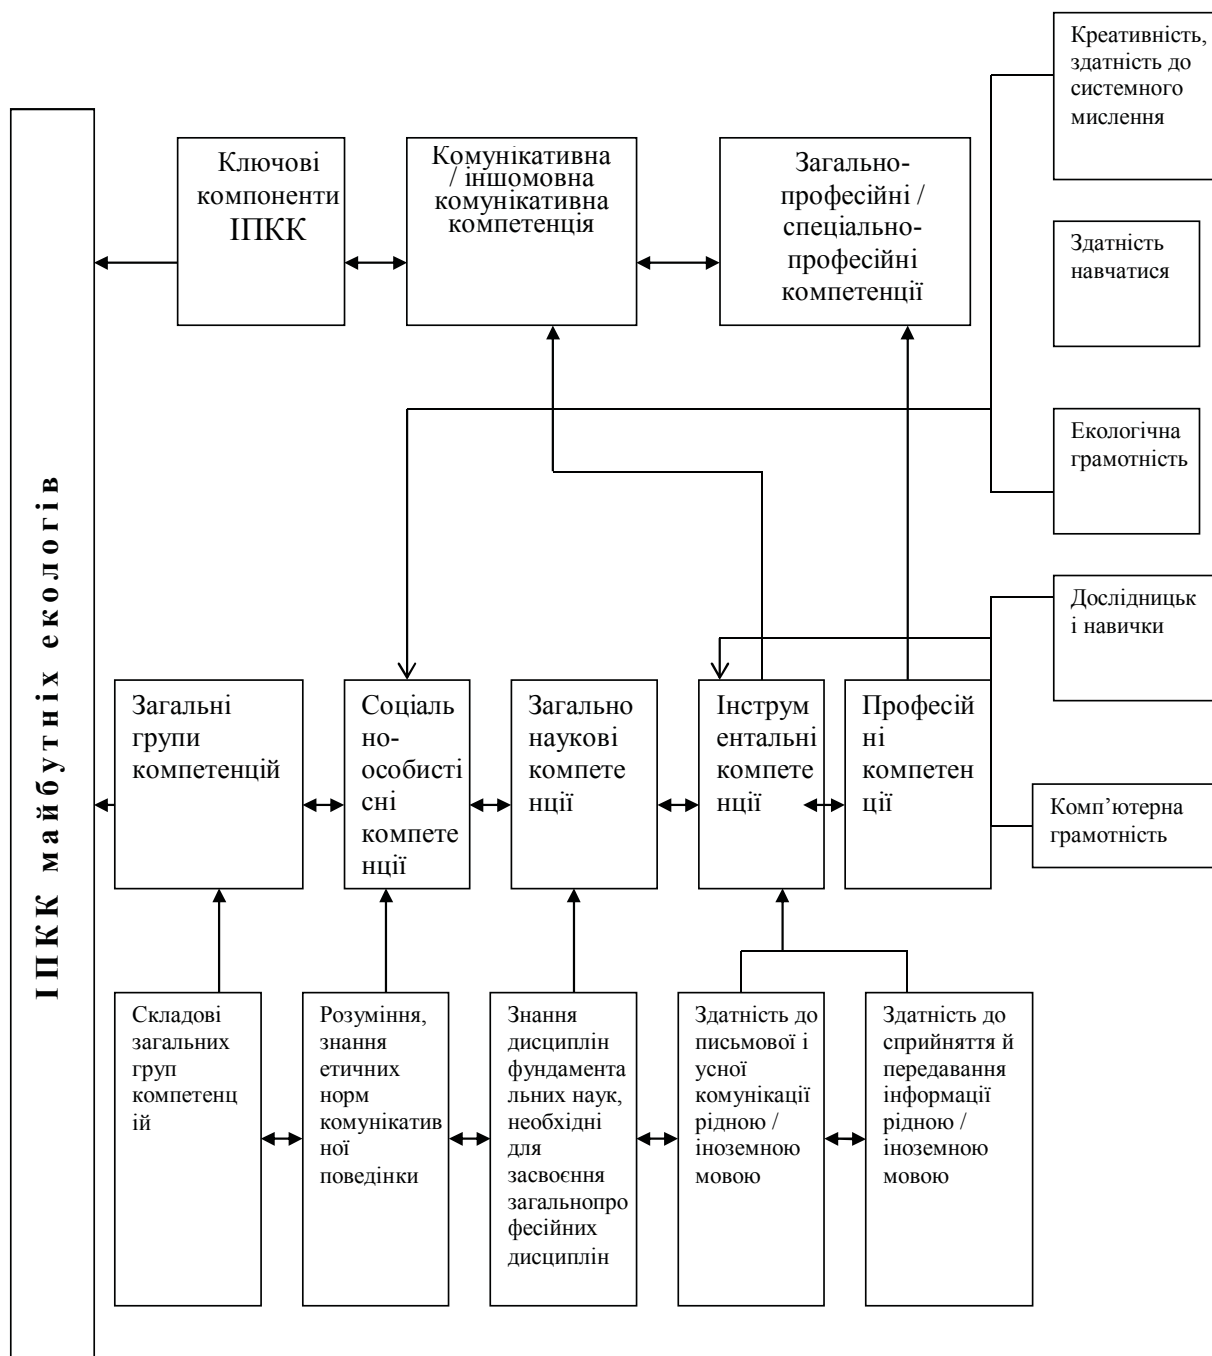 Креативність,
здатність до
системного
мислення
Ключові
компоненти
ІПКК
Комунікативна
/ іншомовна
комунікативна
компетенція
Загально-
професійні /
спеціально-
професійні
компетенції
Здатність
навчатися
Екологічна
грамотність
Дослідницьк
і навички
ІПКК майбутніх екологів
Загальні
групи
компетенцій
Соціаль
но-
особисті
сні
компете
нції
Загально
наукові
компете
нції
Інструм
ентальні
компете
нції
Професій
ні
компетен
ції
Комп’ютерна
грамотність
Складові
загальних
груп
компетенц
ій
Розуміння,
знання
етичних
норм
комунікатив
ної
поведінки
Знання
дисциплін
фундамента
льних наук,
необхідні
для
засвоєння
загальнопро
фесійних
дисциплін
Здатність до
письмової і
усної
комунікації
рідною /
іноземною
мовою
Здатність до
сприйняття й
передавання
інформації
рідною /
іноземною
мовою